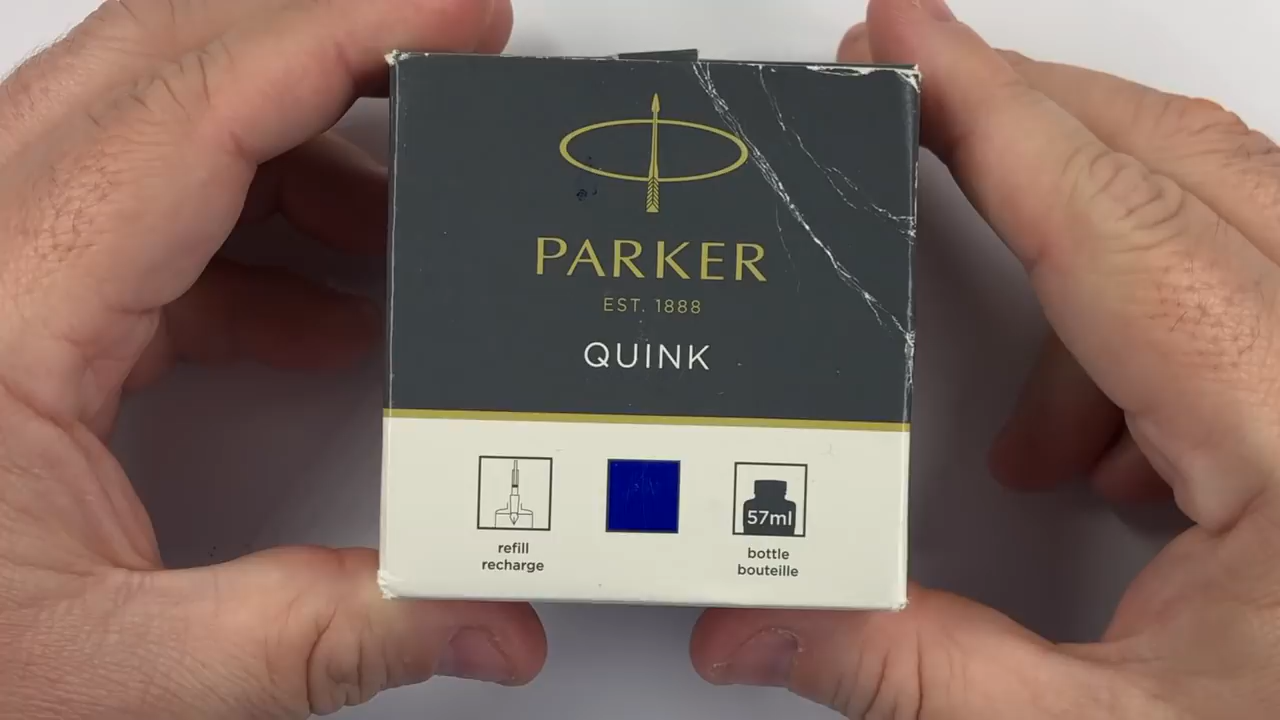 PARKER
EST. 1888
QUINK
refill
recharge
57ml
bottle
bouteille